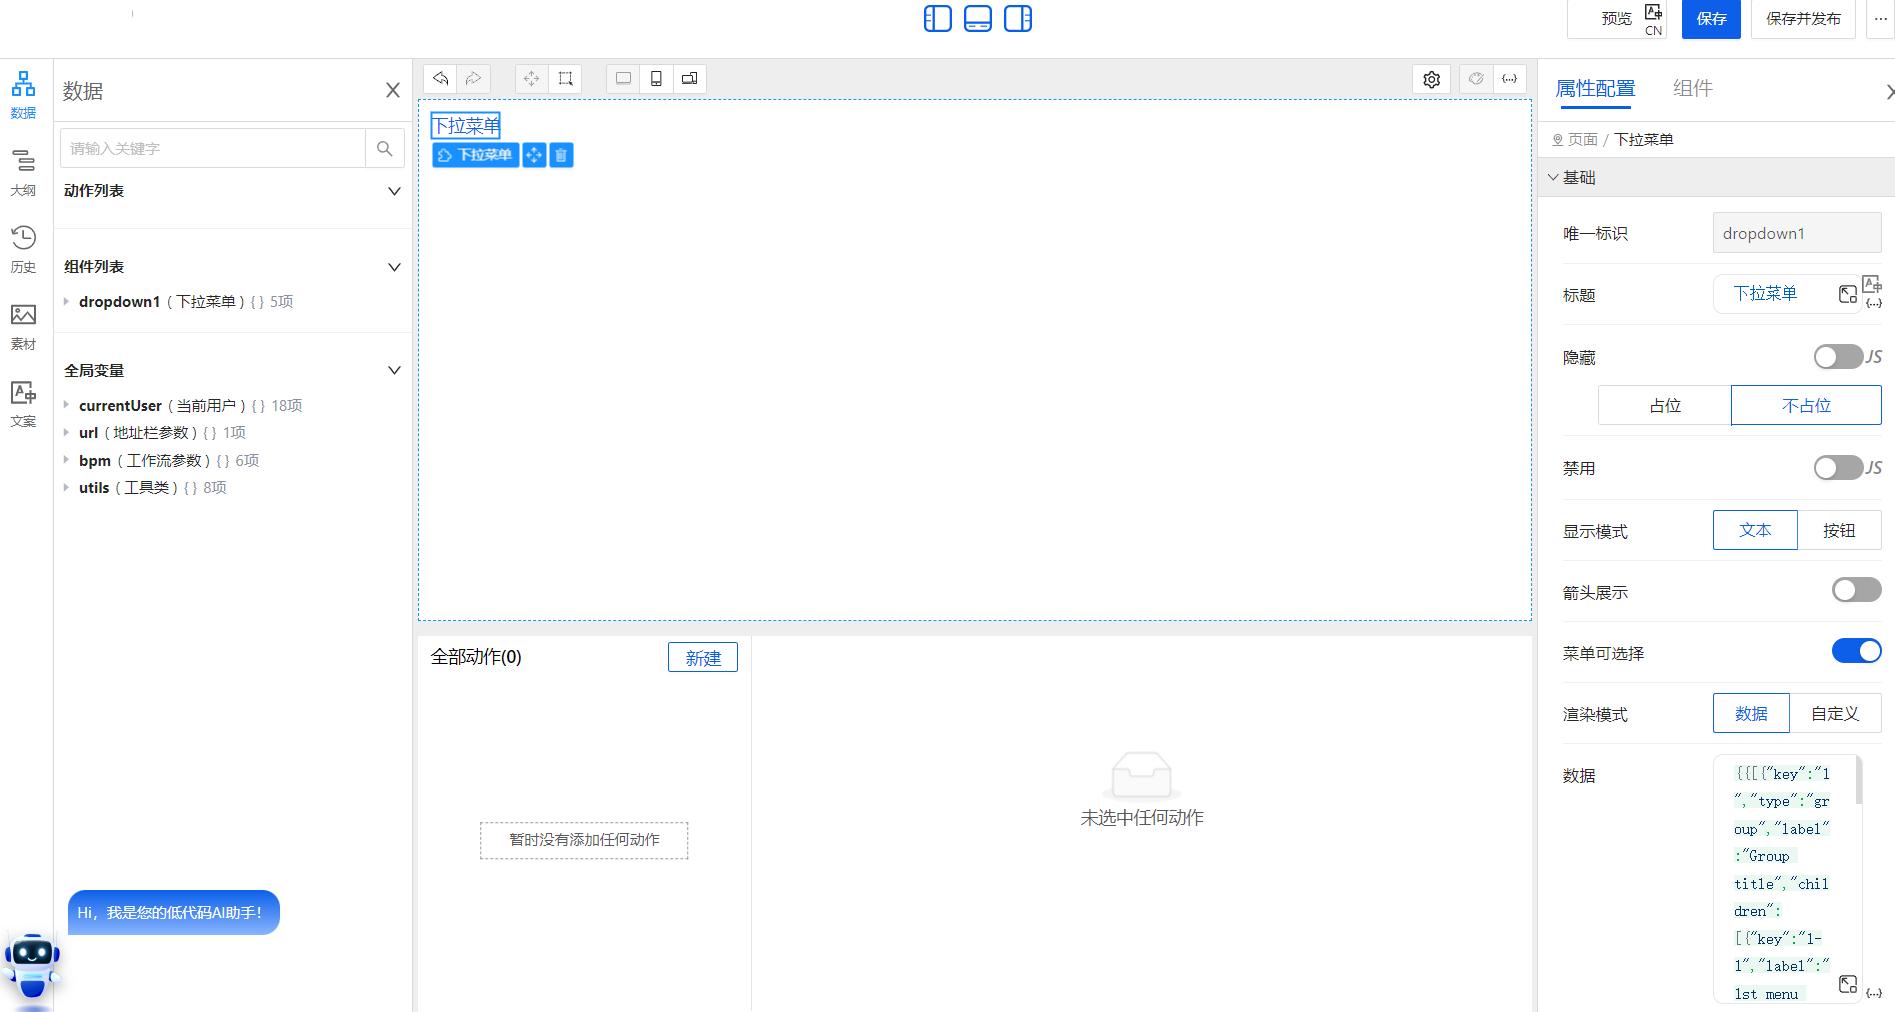 预览
CN
保存
保存并发布
数据
大纲
历史
素材
文案
数据
请输入关键字
动作列表
组件列表
dropdown1（下拉菜单）{ } 5项
全局变量
currentUser（当前用户）{ } 18项
url（地址栏参数）{ } 1项
bpm（工作流参数）{ } 6项
utils（工具类）{ } 8项
Hi，我是您的低代码AI助手！
下拉菜单
下拉菜单
全部动作(0)
新建
暂时没有添加任何动作
未选中任何动作
属性配置
组件
页面 / 下拉菜单
基础
唯一标识
dropdown1
标题
下拉菜单
隐藏
JS
占位
不占位
禁用
JS
显示模式
文本
按钮
箭头展示
菜单可选择
渲染模式
数据
自定义
数据
{{[{"key":"1
","type":"gr
oup","label"
:"Group
title","chil
dren":
[{"key":"1-
1","label":"
1st menu